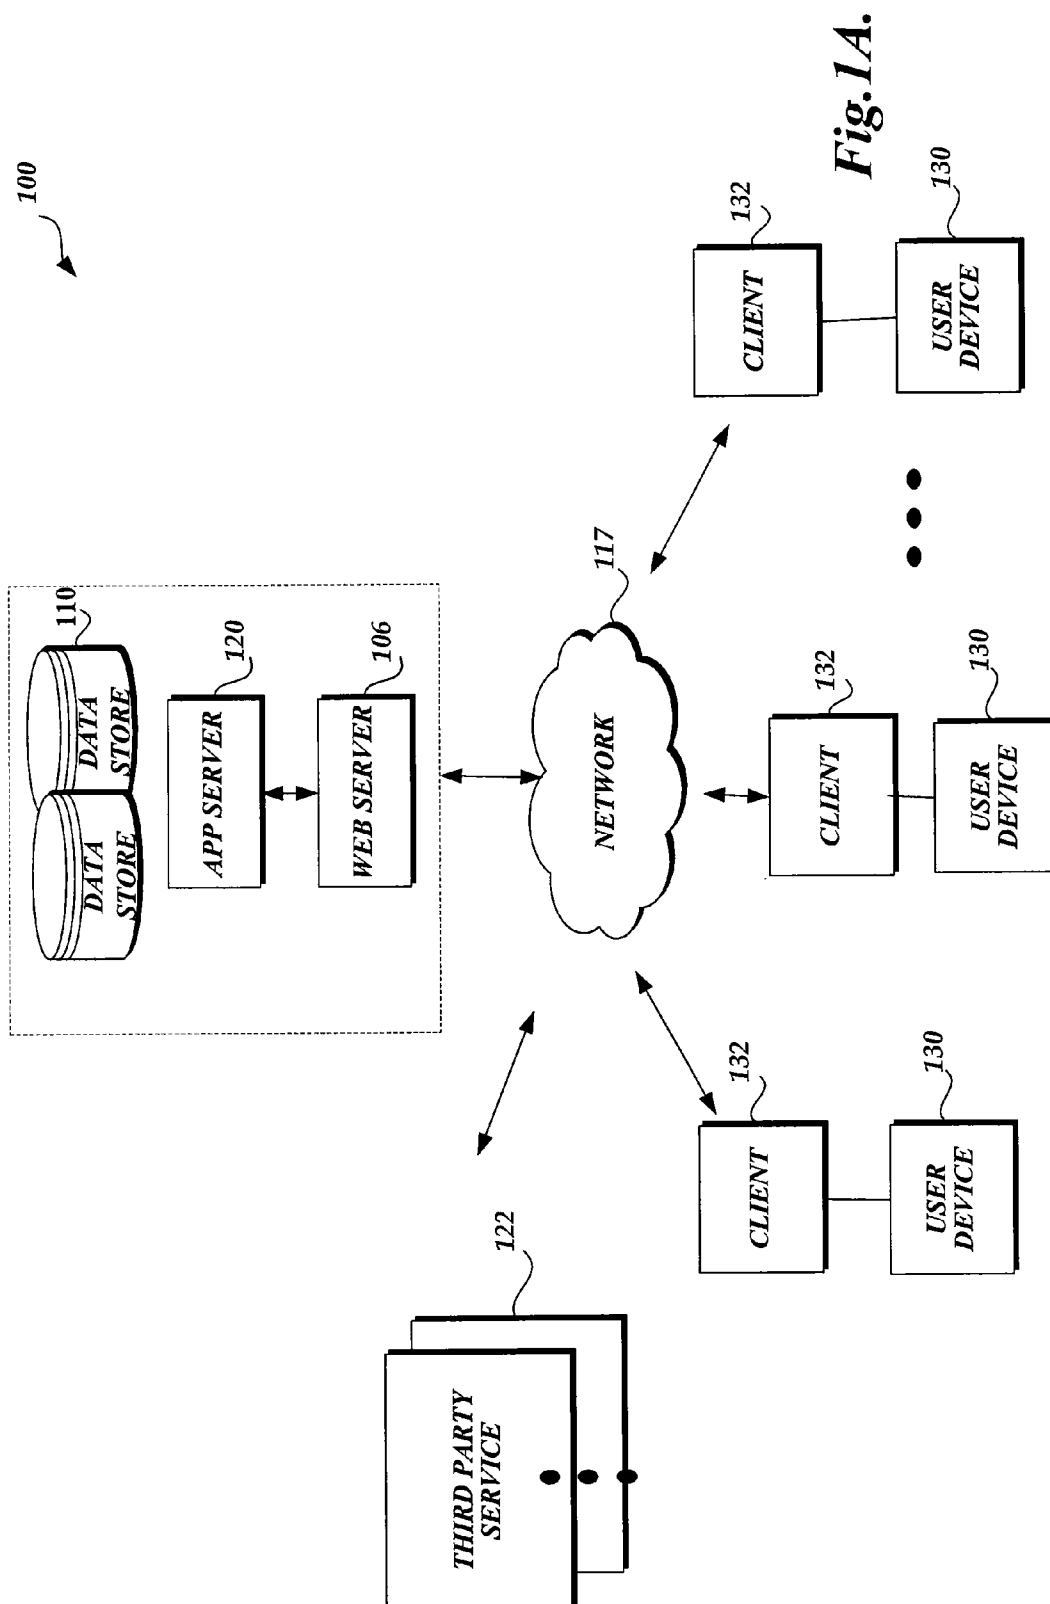 100
THIRD PARTY
SERVICE
122
DATA
STORE
DATA
STORE
110
APP SERVER
120
WEB SERVER
106
NETWORK
117
CLIENT
132
USER
DEVICE
130
CLIENT
132
USER
DEVICE
130
CLIENT
132
USER
DEVICE
130
Fig.1A.